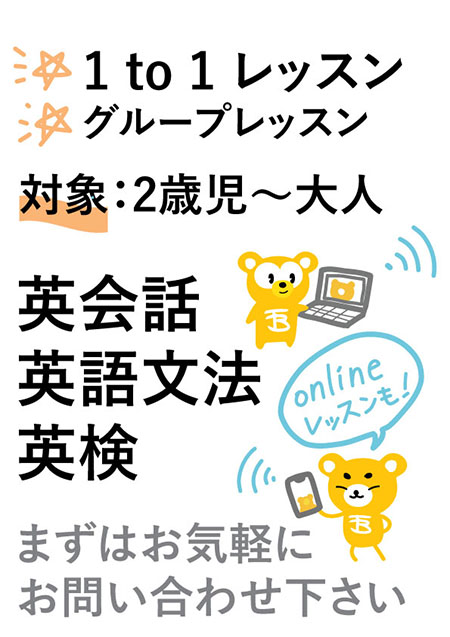 1 to 1 レッスン
グループレッスン
対象：2歳児〜大人
英会話
英語文法
英検
online
レッスンも!
まずはお気軽に
お問い合わせ下さい